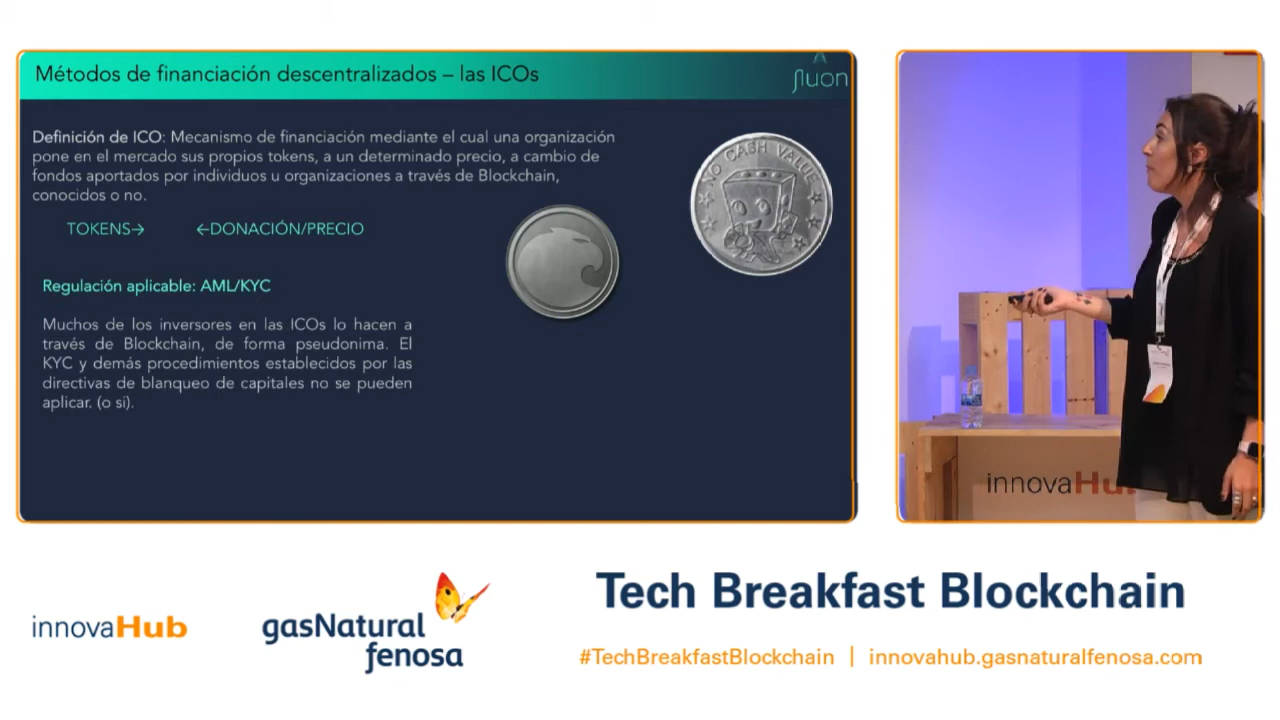 Métodos de financiación descentralizados – las ICOs
fluon
Definición de ICO: Mecanismo de financiación mediante el cual una organización
pone en el mercado sus propios tokens, a un determinado precio, a cambio de
fondos aportados por individuos u organizaciones a través de Blockchain,
conocidos o no.
TOKENS→ ←DONACIÓN/PRECIO
NO CASH VALUE
Regulación aplicable: AML/KYC
Muchos de los inversores en las ICOs lo hacen a
través de Blockchain, de forma pseudonima. El
KYC y demás procedimientos establecidos por las
directivas de blanqueo de capitales no se pueden
aplicar. (o si).
innovaHu
innovaHub
gasNatural
fenosa
Tech Breakfast Blockchain
#TechBreakfastBlockchain | innovahub.gasnaturalfenosa.com